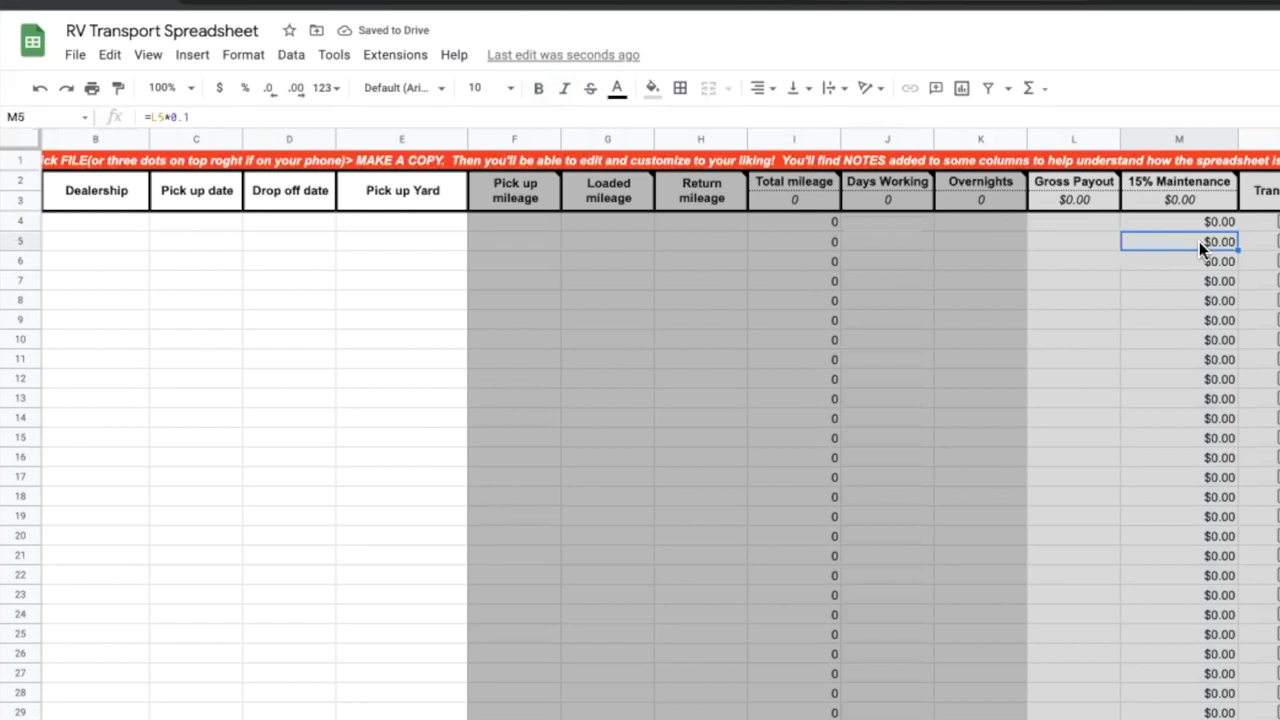 RV Transport Spreadsheet Saved to Drive
File Edit View Insert Format Data Tools Extensions Help Last edit was seconds ago
100% $ % .0 .00 123 Default (Ari... 10 B I S A Σ
M5 fx =L5*0.1
B C D E F G H I J K L M
1 ick FILE(or three dots on top roght if on your phone)> MAKE A COPY. Then you'll be able to edit and customize to your liking! You'll find NOTES added to some columns to help understand how the spreadsheet is
2 Dealership Pick up date Drop off date Pick up Yard Pick up mileage Loaded mileage Return mileage Total mileage Days Working Overnights Gross Payout 15% Maintenance Tran
3 0 0 0 $0.00 $0.00
4 0 $0.00
5 0 $0.00
6 0 $0.00
7 0 $0.00
8 0 $0.00
9 0 $0.00
10 0 $0.00
11 0 $0.00
12 0 $0.00
13 0 $0.00
14 0 $0.00
15 0 $0.00
16 0 $0.00
17 0 $0.00
18 0 $0.00
19 0 $0.00
20 0 $0.00
21 0 $0.00
22 0 $0.00
23 0 $0.00
24 0 $0.00
25 0 $0.00
26 0 $0.00
27 0 $0.00
28 0 $0.00
29 0 $0.00